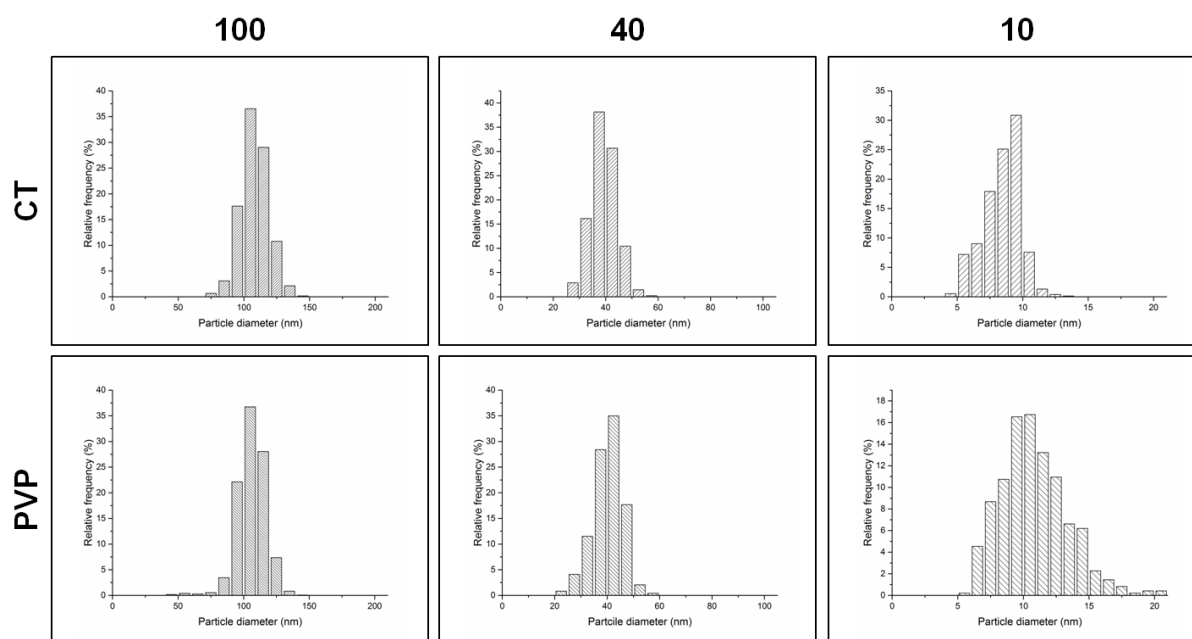 100 40 10
CT
Relative frequency (%)
40
35
30
25
20
15
10
5
0
0 50 100 150 200
Particle diameter (nm)
Relative frequency (%)
40
35
30
25
20
15
10
5
0
0 20 40 60 80 100
Particle diameter (nm)
Relative frequency (%)
35
30
25
20
15
10
5
0
0 5 10 15 20
Particle diameter (nm)
PVP
Relative frequency (%)
40
35
30
25
20
15
10
5
0
0 50 100 150 200
Particle diameter (nm)
Relative frequency (%)
40
35
30
25
20
15
10
5
0
0 20 40 60 80 100
Particle diameter (nm)
Relative frequency (%)
18
16
14
12
10
8
6
4
2
0
0 5 10 15 20
Particle diameter (nm)